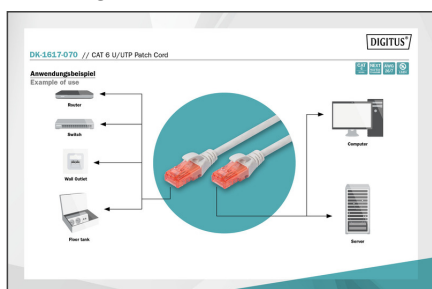 DIGITUS®
DK-1617-070 // CAT 6 U/UTP Patch Cord
Anwendungsbeispiel
Example of use
Router
Switch
Wall Outlet
Floor tank
Computer
Server